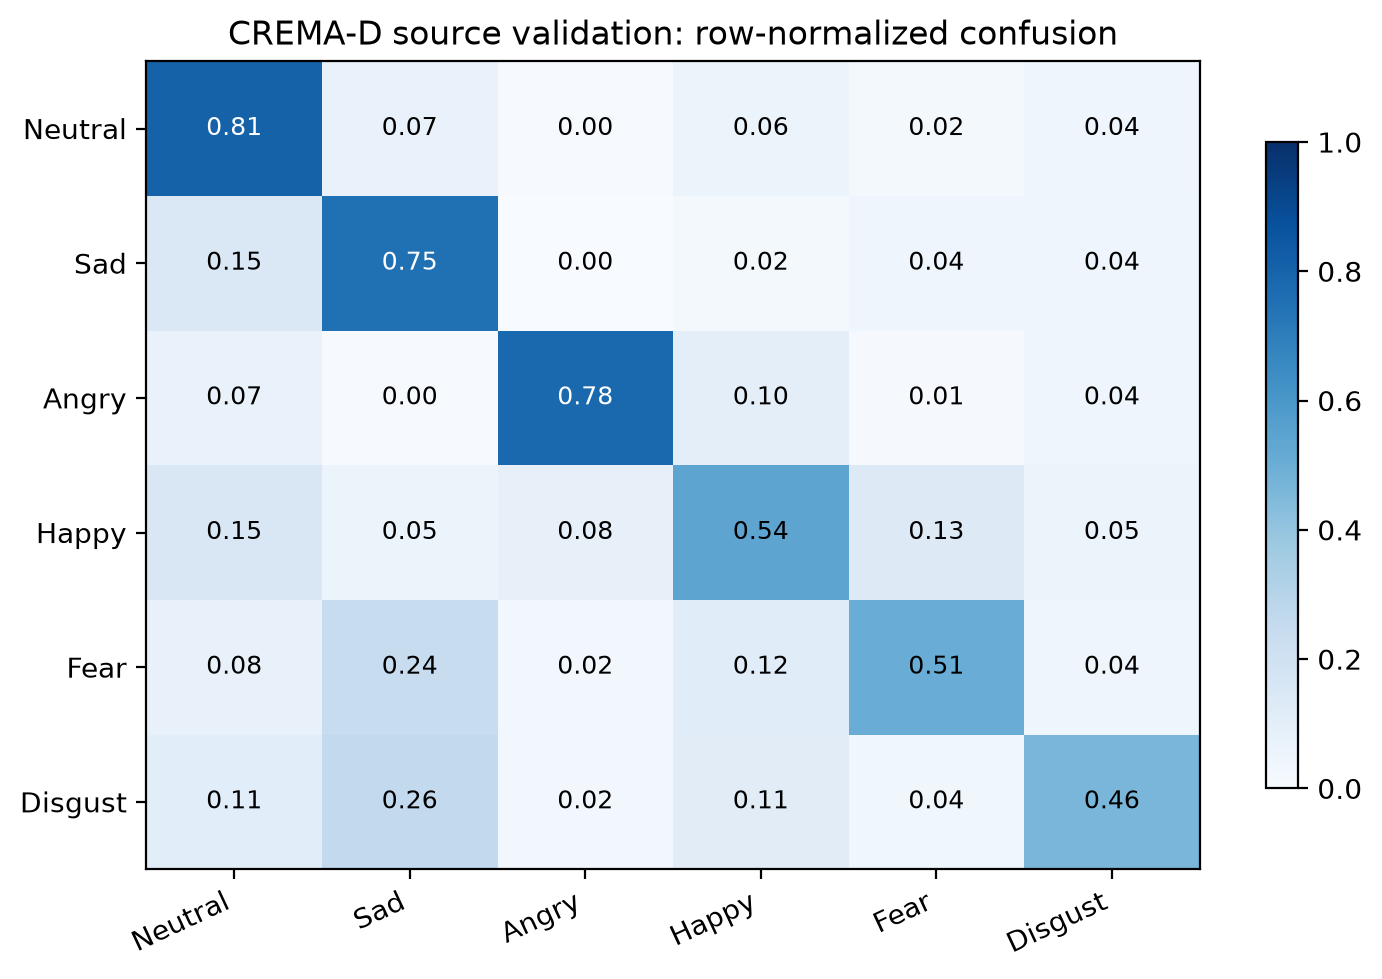 CREMA-D source validation: row-normalized confusion
Neutral 0.81 0.07 0.00 0.06 0.02 0.04
Sad 0.15 0.75 0.00 0.02 0.04 0.04
Angry 0.07 0.00 0.78 0.10 0.01 0.04
Happy 0.15 0.05 0.08 0.54 0.13 0.05
Fear 0.08 0.24 0.02 0.12 0.51 0.04
Disgust 0.11 0.26 0.02 0.11 0.04 0.46
Neutral Sad Angry Happy Fear Disgust
1.0
0.8
0.6
0.4
0.2
0.0